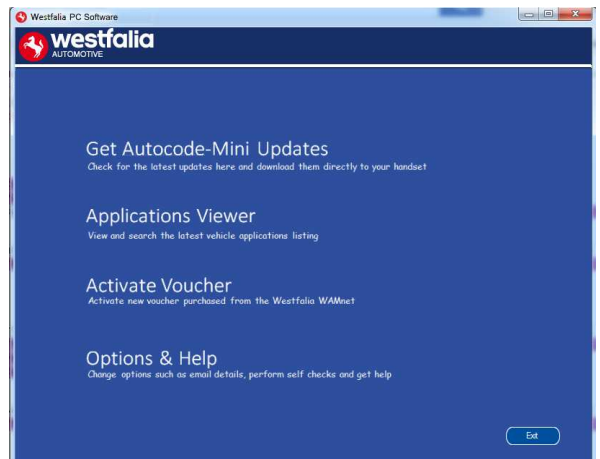 Westfalia PC Software
westfalia
AUTOMOTIVE
Get Autocode-Mini Updates
Check for the latest updates here and download them directly to your handset
Applications Viewer
View and search the latest vehicle applications listing
Activate Voucher
Activate new voucher purchased from the Westfalia WAMnet
Options & Help
Change options such as email details, perform self checks and get help
Exit